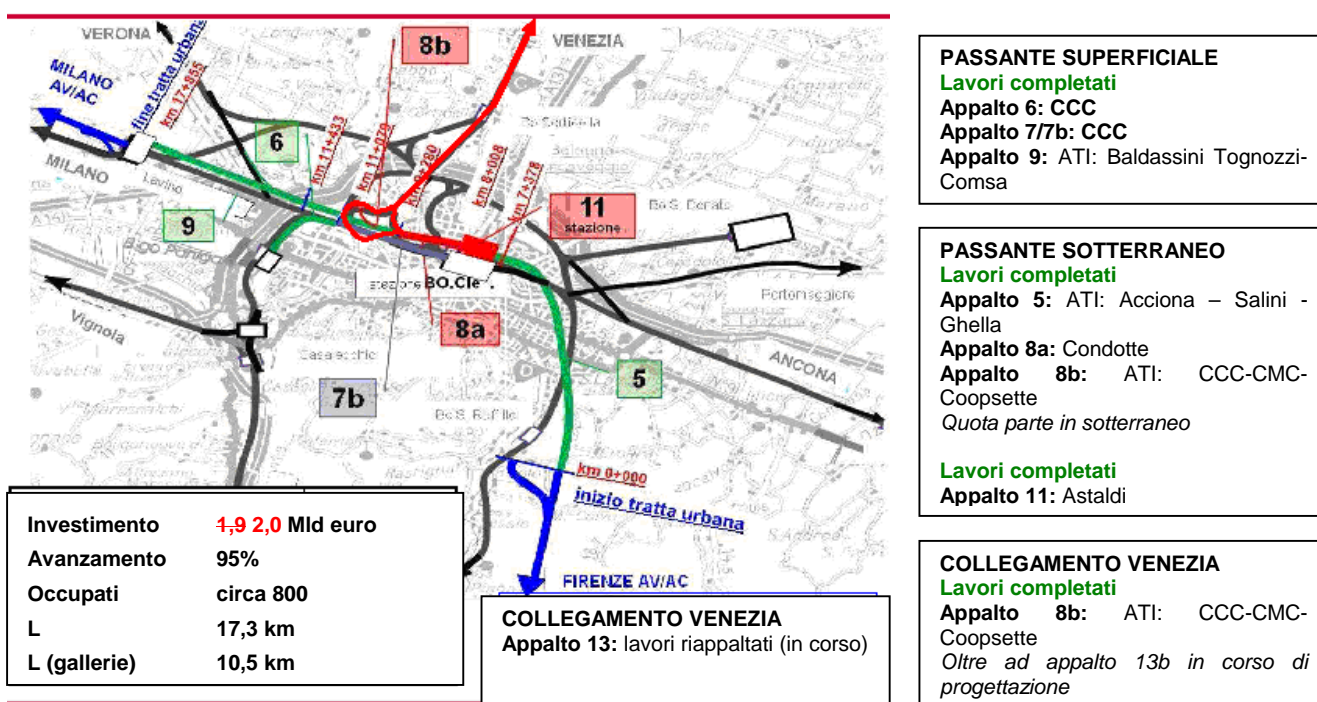 VERONA
MILANO
AV/AC
fine tratta urbana
km 17+855
8b
VENEZIA
6
km 11+433
km 11+079
km 8+008
km 7+378
MILANO
Lavino
9
11
stazione
Bo S. Donato
BO.Cle
Portomaggiore
Vignola
Casalecchio
8a
7b
5
ANCONA
km 0+000
inizio tratta urbana
FIRENZE AV/AC
Investimento 1,9 2,0 Mld euro
Avanzamento 95%
Occupati circa 800
L 17,3 km
L (gallerie) 10,5 km
COLLEGAMENTO VENEZIA
Appalto 13: lavori riappaltati (in corso)
PASSANTE SUPERFICIALE
Lavori completati
Appalto 6: CCC
Appalto 7/7b: CCC
Appalto 9: ATI: Baldassini Tognozzi-
Comsa
PASSANTE SOTTERRANEO
Lavori completati
Appalto 5: ATI: Acciona – Salini -
Ghella
Appalto 8a: Condotte
Appalto 8b: ATI: CCC-CMC-
Coopsette
Quota parte in sotterraneo
Lavori completati
Appalto 11: Astaldi
COLLEGAMENTO VENEZIA
Lavori completati
Appalto 8b: ATI: CCC-CMC-
Coopsette
Oltre ad appalto 13b in corso di
progettazione